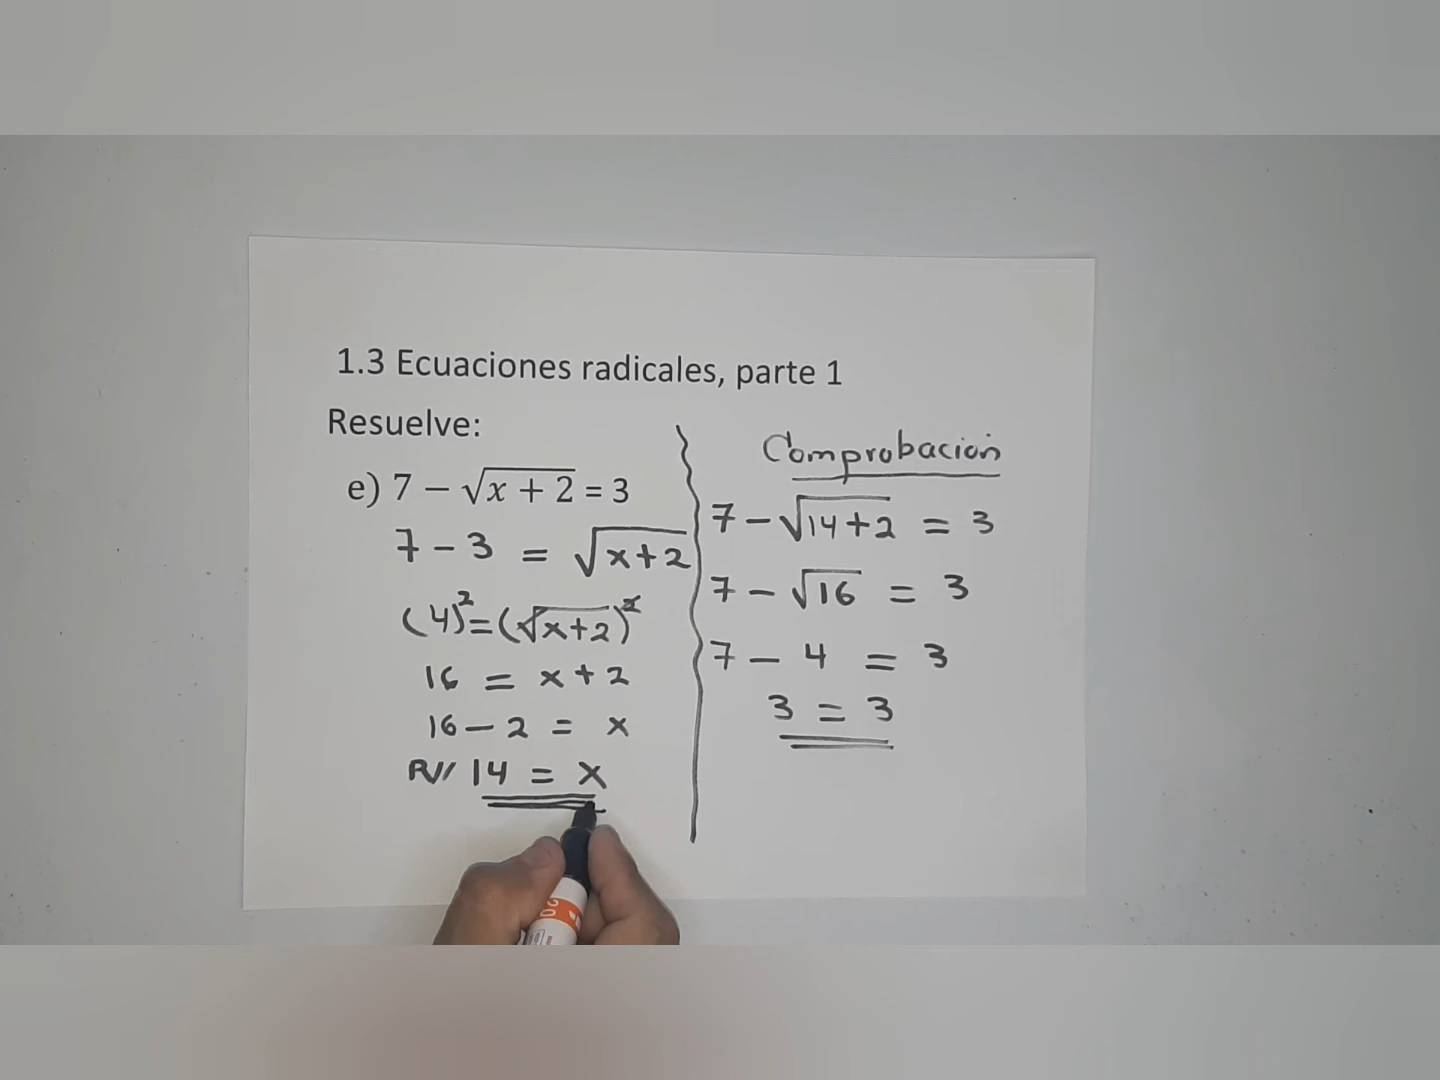 1.3 Ecuaciones radicales, parte 1
Resuelve:
e) 7 − √(x + 2) = 3
7 − 3 = √(x+2)
(4)² = (√(x+2))²
16 = x+2
16 − 2 = x
R// 14 = x
Comprobación
7 − √(14+2) = 3
7 − √16 = 3
7 − 4 = 3
3 = 3